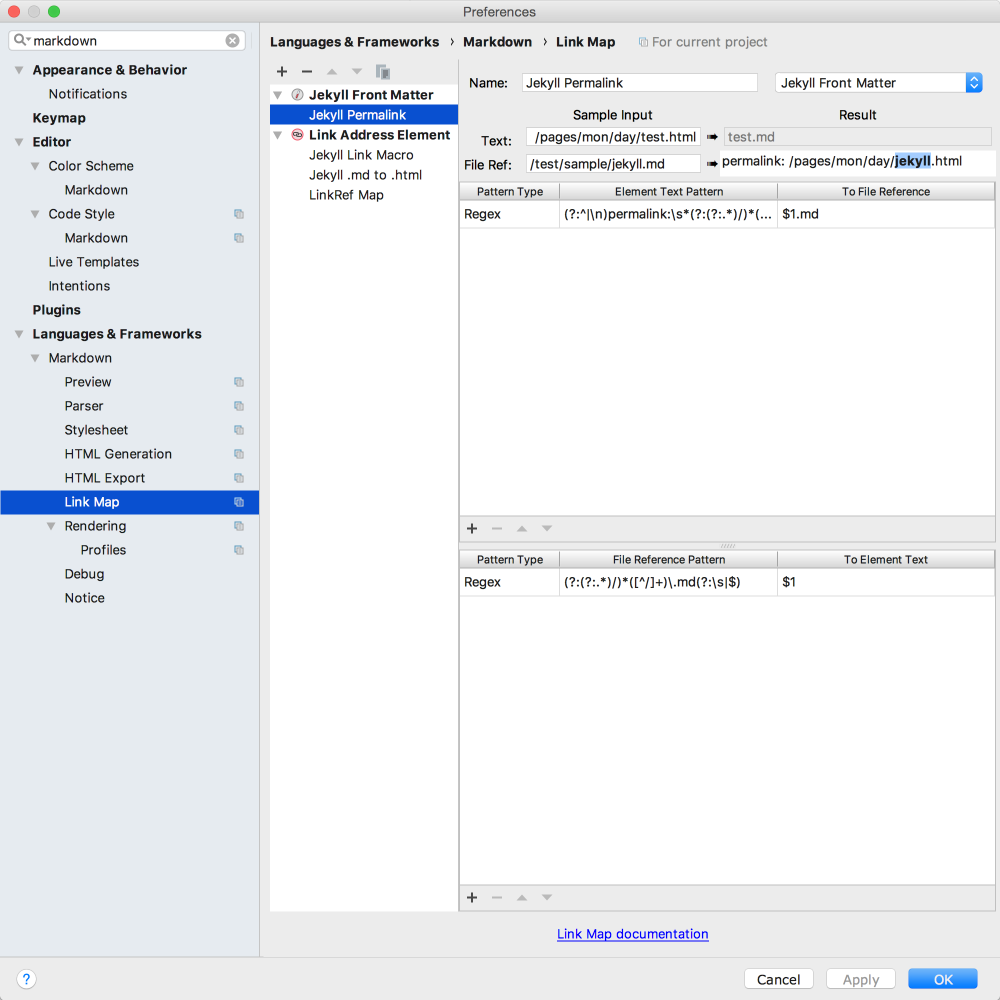 Preferences
markdown
Appearance & Behavior
Notifications
Keymap
Editor
Color Scheme
Markdown
Code Style
Markdown
Live Templates
Intentions
Plugins
Languages & Frameworks
Markdown
Preview
Parser
Stylesheet
HTML Generation
HTML Export
Link Map
Rendering
Profiles
Debug
Notice
Languages & Frameworks › Markdown › Link Map For current project
Jekyll Front Matter
Jekyll Permalink
Link Address Element
Jekyll Link Macro
Jekyll .md to .html
LinkRef Map
Name: Jekyll Permalink Jekyll Front Matter
Sample Input Result
Text: /pages/mon/day/test.html test.md
File Ref: /test/sample/jekyll.md permalink: /pages/mon/day/jekyll.html
Pattern Type Element Text Pattern To File Reference
Regex (?:^|\n)permalink:\s*(?:(?:.*)/)*(... $1.md
Pattern Type File Reference Pattern To Element Text
Regex (?:(?:.*)/)*([^/]+)\.md(?:\s|$) $1
Link Map documentation
? Cancel Apply OK